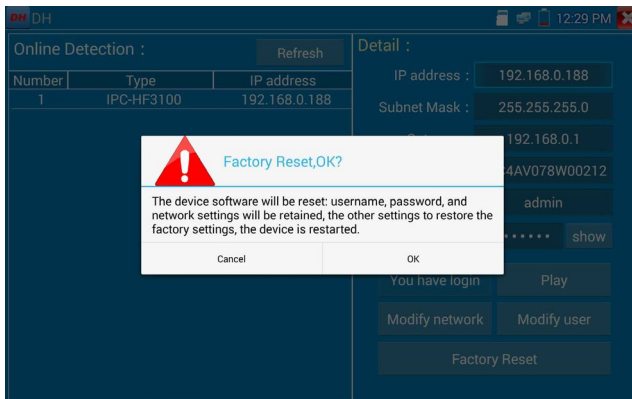 DH DH
12:29 PM
Online Detection :
Refresh
Number Type IP address
1 IPC-HF3100 192.168.0.188
Detail :
IP address : 192.168.0.188
Subnet Mask : 255.255.255.0
192.168.0.1
4AV078W00212
admin
show
You have login Play
Modify network Modify user
Factory Reset
Factory Reset,OK?
The device software will be reset: username, password, and
network settings will be retained, the other settings to restore the
factory settings, the device is restarted.
Cancel OK